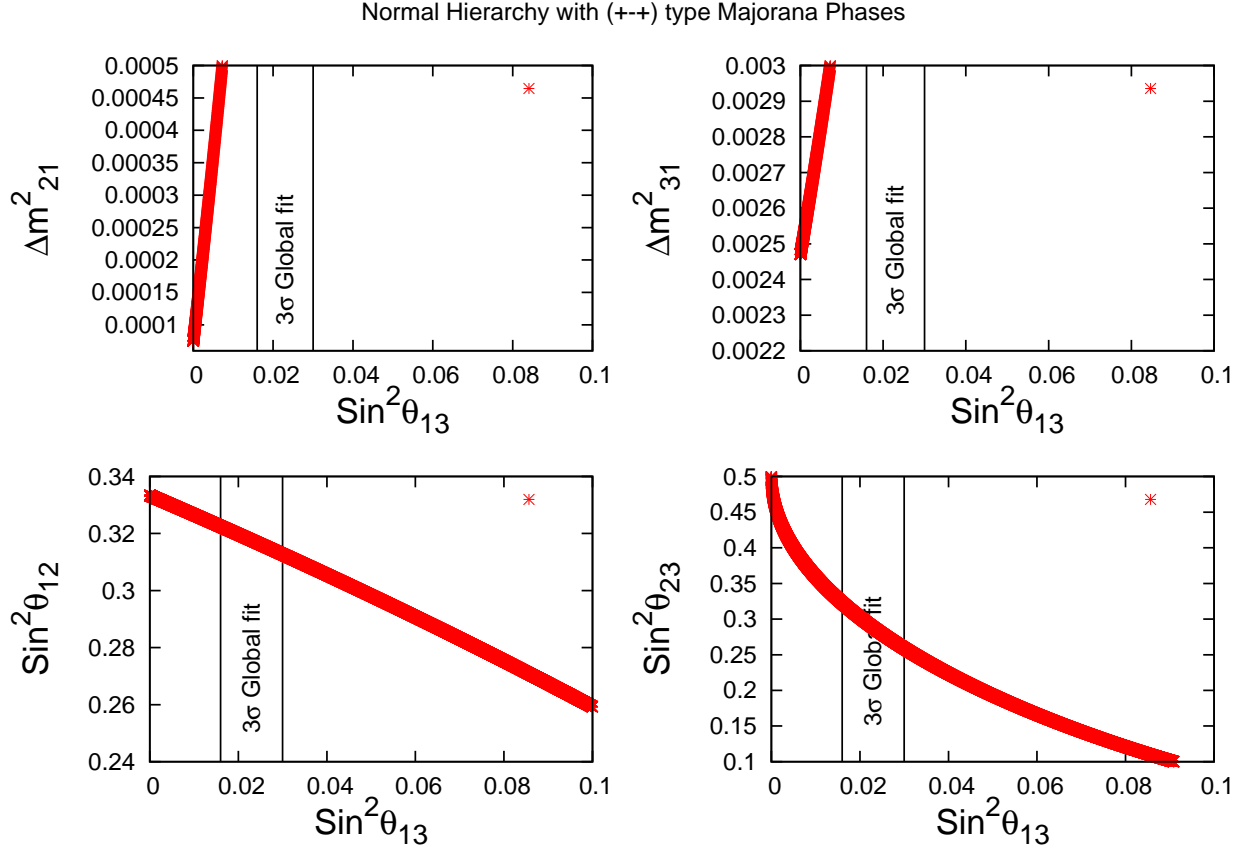 Normal Hierarchy with (+-+) type Majorana Phases
0.0005
0.00045
0.0004
0.00035
0.0003
0.00025
0.0002
0.00015
0.0001
Δm²₂₁
3σ Global fit
0 0.02 0.04 0.06 0.08 0.1
Sin²θ₁₃
0.003
0.0029
0.0028
0.0027
0.0026
0.0025
0.0024
0.0023
0.0022
Δm²₃₁
3σ Global fit
0 0.02 0.04 0.06 0.08 0.1
Sin²θ₁₃
0.34
0.32
0.3
0.28
0.26
0.24
Sin²θ₁₂
3σ Global fit
0 0.02 0.04 0.06 0.08 0.1
Sin²θ₁₃
0.5
0.45
0.4
0.35
0.3
0.25
0.2
0.15
0.1
Sin²θ₂₃
3σ Global fit
0 0.02 0.04 0.06 0.08 0.1
Sin²θ₁₃